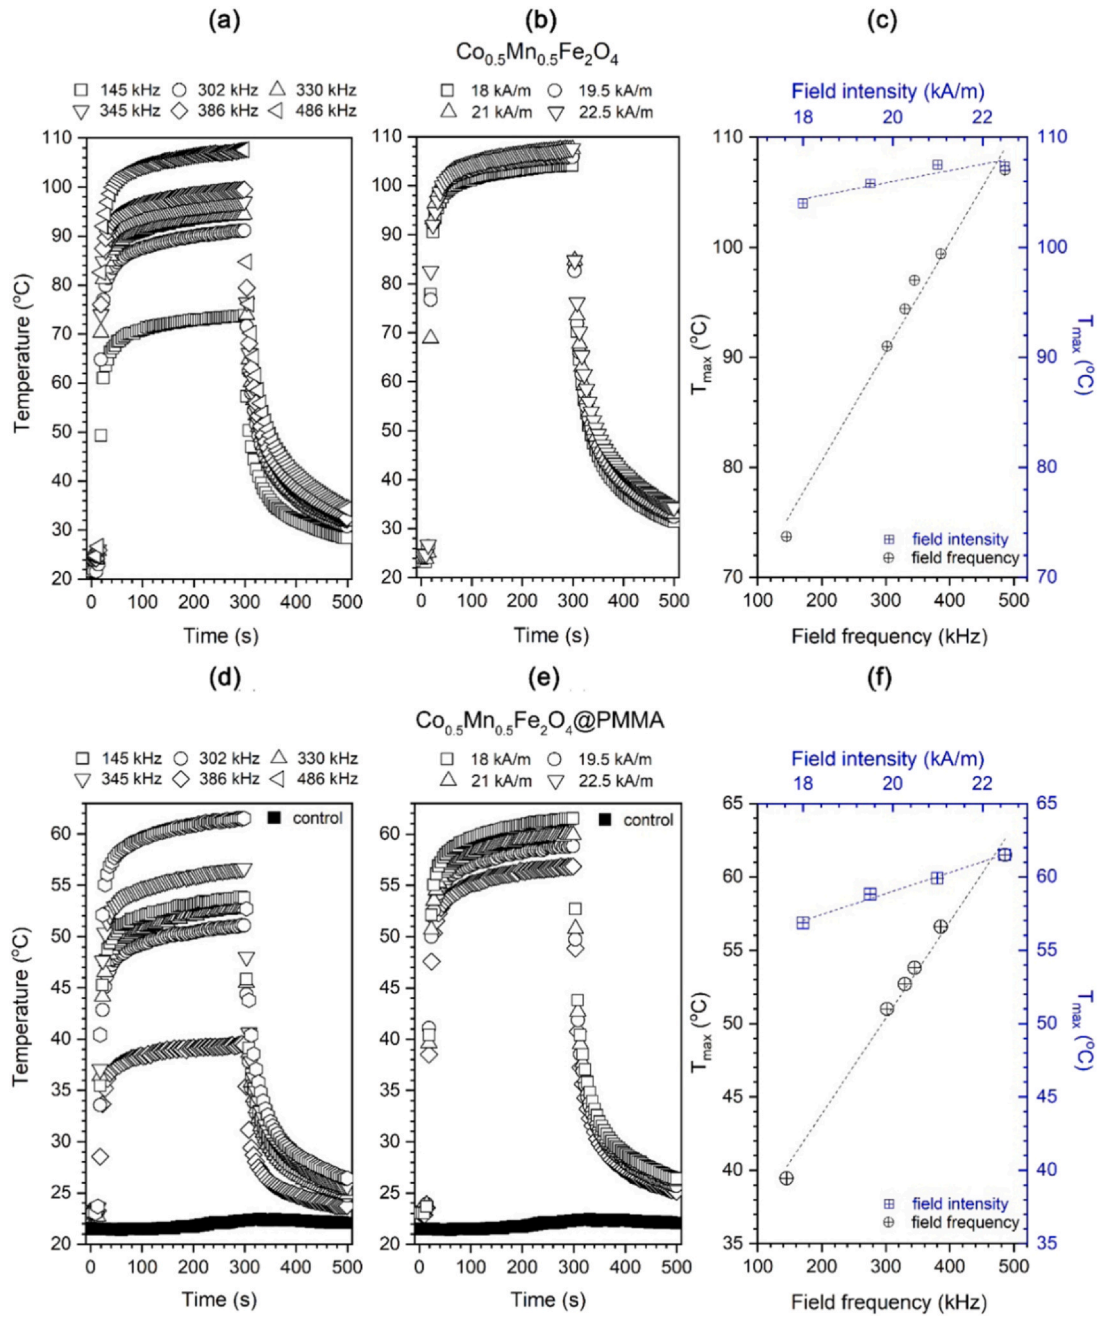 (a) (b) (c)
Co0.5Mn0.5Fe2O4
145 kHz 302 kHz 330 kHz
345 kHz 386 kHz 486 kHz
18 kA/m 19.5 kA/m
21 kA/m 22.5 kA/m
Field intensity (kA/m)
18 20 22
110 100 90 80 70 60 50 40 30 20
Temperature (°C)
0 100 200 300 400 500
Time (s)
110 100 90 80 70 60 50 40 30 20
0 100 200 300 400 500
Time (s)
110 100 90 80 70
Tmax (°C)
110 100 90 80 70
Tmax (°C)
field intensity
field frequency
100 200 300 400 500
Field frequency (kHz)
(d) (e) (f)
Co0.5Mn0.5Fe2O4@PMMA
145 kHz 302 kHz 330 kHz
345 kHz 386 kHz 486 kHz
18 kA/m 19.5 kA/m
21 kA/m 22.5 kA/m
Field intensity (kA/m)
18 20 22
control
60 55 50 45 40 35 30 25 20
Temperature (°C)
0 100 200 300 400 500
Time (s)
control
60 55 50 45 40 35 30 25 20
0 100 200 300 400 500
Time (s)
65 60 55 50 45 40 35
Tmax (°C)
65 60 55 50 45 40 35
Tmax (°C)
field intensity
field frequency
100 200 300 400 500
Field frequency (kHz)